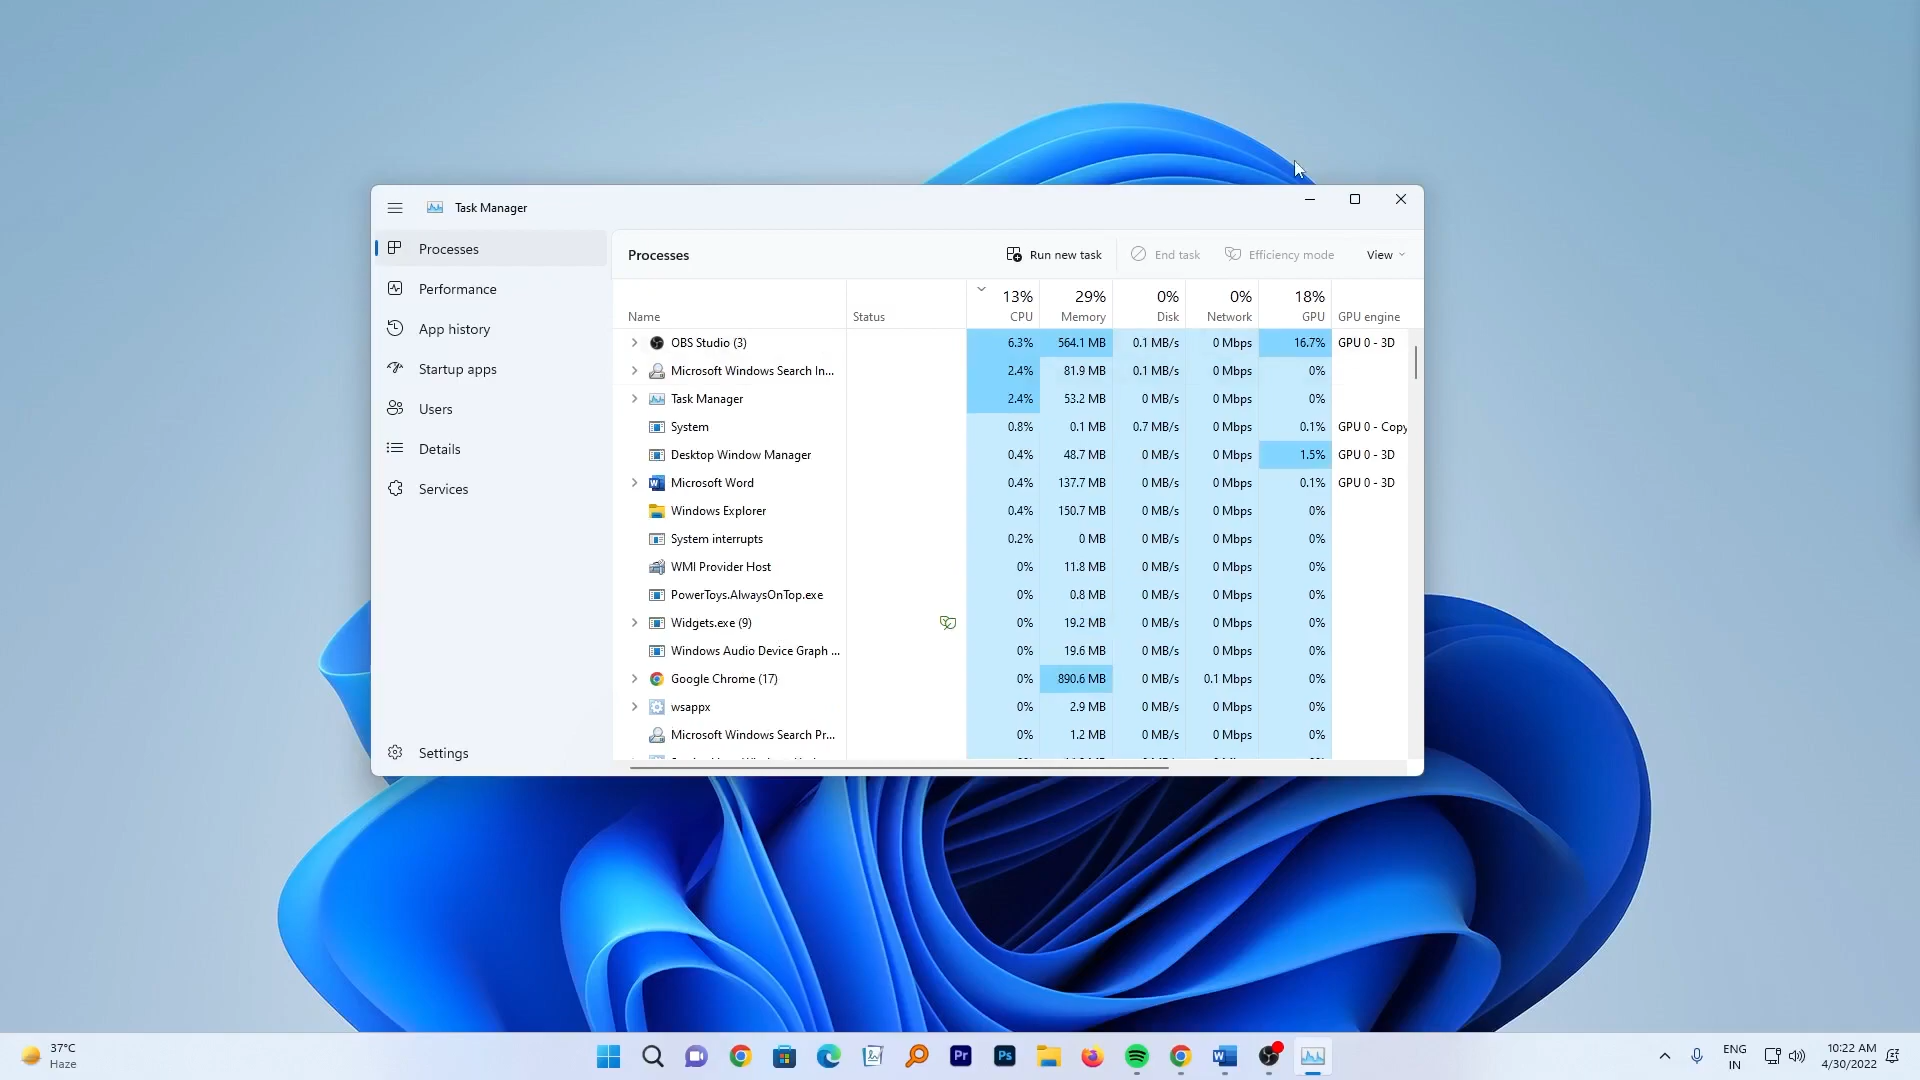 Task Manager
Processes
Performance
App history
Startup apps
Users
Details
Services
Settings
Processes
Run new task
End task
Efficiency mode
View
13% 29% 0% 0% 18%
Name Status CPU Memory Disk Network GPU GPU engine
OBS Studio (3) 6.3% 564.1 MB 0.1 MB/s 0 Mbps 16.7% GPU 0 - 3D
Microsoft Windows Search In... 2.4% 81.9 MB 0.1 MB/s 0 Mbps 0%
Task Manager 2.4% 53.2 MB 0 MB/s 0 Mbps 0%
System 0.8% 0.1 MB 0.7 MB/s 0 Mbps 0.1% GPU 0 - Copy
Desktop Window Manager 0.4% 48.7 MB 0 MB/s 0 Mbps 1.5% GPU 0 - 3D
Microsoft Word 0.4% 137.7 MB 0 MB/s 0 Mbps 0.1% GPU 0 - 3D
Windows Explorer 0.4% 150.7 MB 0 MB/s 0 Mbps 0%
System interrupts 0.2% 0 MB 0 MB/s 0 Mbps 0%
WMI Provider Host 0% 11.8 MB 0 MB/s 0 Mbps 0%
PowerToys.AlwaysOnTop.exe 0% 0.8 MB 0 MB/s 0 Mbps 0%
Widgets.exe (9) 0% 19.2 MB 0 MB/s 0 Mbps 0%
Windows Audio Device Graph ... 0% 19.6 MB 0 MB/s 0 Mbps 0%
Google Chrome (17) 0% 890.6 MB 0 MB/s 0.1 Mbps 0%
wsappx 0% 2.9 MB 0 MB/s 0 Mbps 0%
Microsoft Windows Search Pr... 0% 1.2 MB 0 MB/s 0 Mbps 0%
37°C
Haze
Pr
Ps
ENG
IN
10:22 AM
4/30/2022